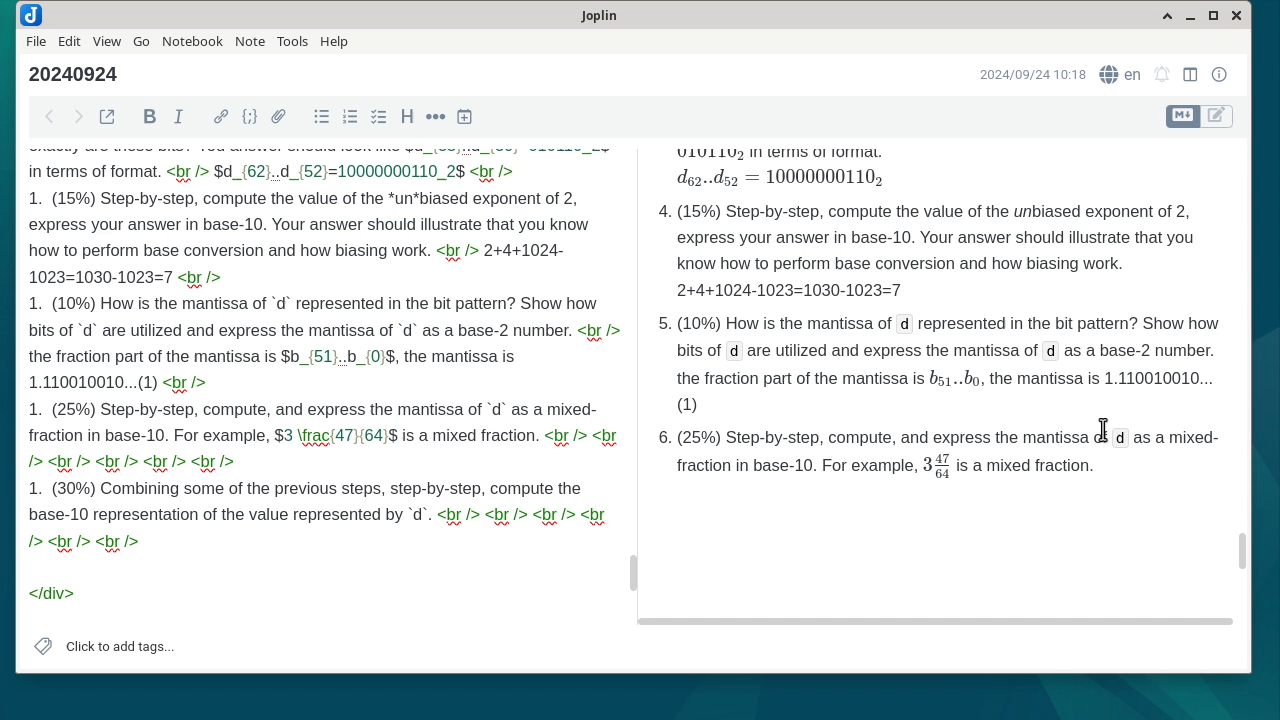 Joplin
File Edit View Go Notebook Note Tools Help
20240924
2024/09/24 10:18 en
in terms of format. <br /> $d_{62}..d_{52}=10000000110_2$ <br />
1.  (15%) Step-by-step, compute the value of the *un*biased exponent of 2,
express your answer in base-10. Your answer should illustrate that you know
how to perform base conversion and how biasing work. <br /> 2+4+1024-
1023=1030-1023=7 <br />
1.  (10%) How is the mantissa of `d` represented in the bit pattern? Show how
bits of `d` are utilized and express the mantissa of `d` as a base-2 number. <br />
the fraction part of the mantissa is $b_{51}..b_{0}$, the mantissa is
1.110010010...(1) <br />
1.  (25%) Step-by-step, compute, and express the mantissa of `d` as a mixed-
fraction in base-10. For example, $3 \frac{47}{64}$ is a mixed fraction. <br /> <br
/> <br /> <br /> <br /> <br />
1.  (30%) Combining some of the previous steps, step-by-step, compute the
base-10 representation of the value represented by `d`. <br /> <br /> <br /> <br
/> <br /> <br />
</div>
010110₂ in terms of format.
d₆₂..d₅₂ = 10000000110₂
4. (15%) Step-by-step, compute the value of the unbiased exponent of 2,
express your answer in base-10. Your answer should illustrate that you
know how to perform base conversion and how biasing work.
2+4+1024-1023=1030-1023=7
5. (10%) How is the mantissa of d represented in the bit pattern? Show how
bits of d are utilized and express the mantissa of d as a base-2 number.
the fraction part of the mantissa is b₅₁..b₀, the mantissa is 1.110010010...
(1)
6. (25%) Step-by-step, compute, and express the mantissa of d as a mixed-
fraction in base-10. For example, 3 47/64 is a mixed fraction.
Click to add tags...